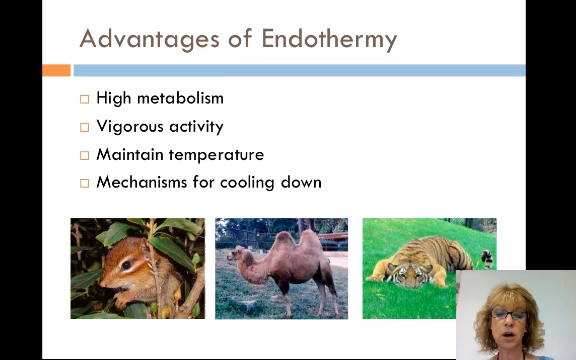 Advantages of Endothermy
High metabolism
Vigorous activity
Maintain temperature
Mechanisms for cooling down